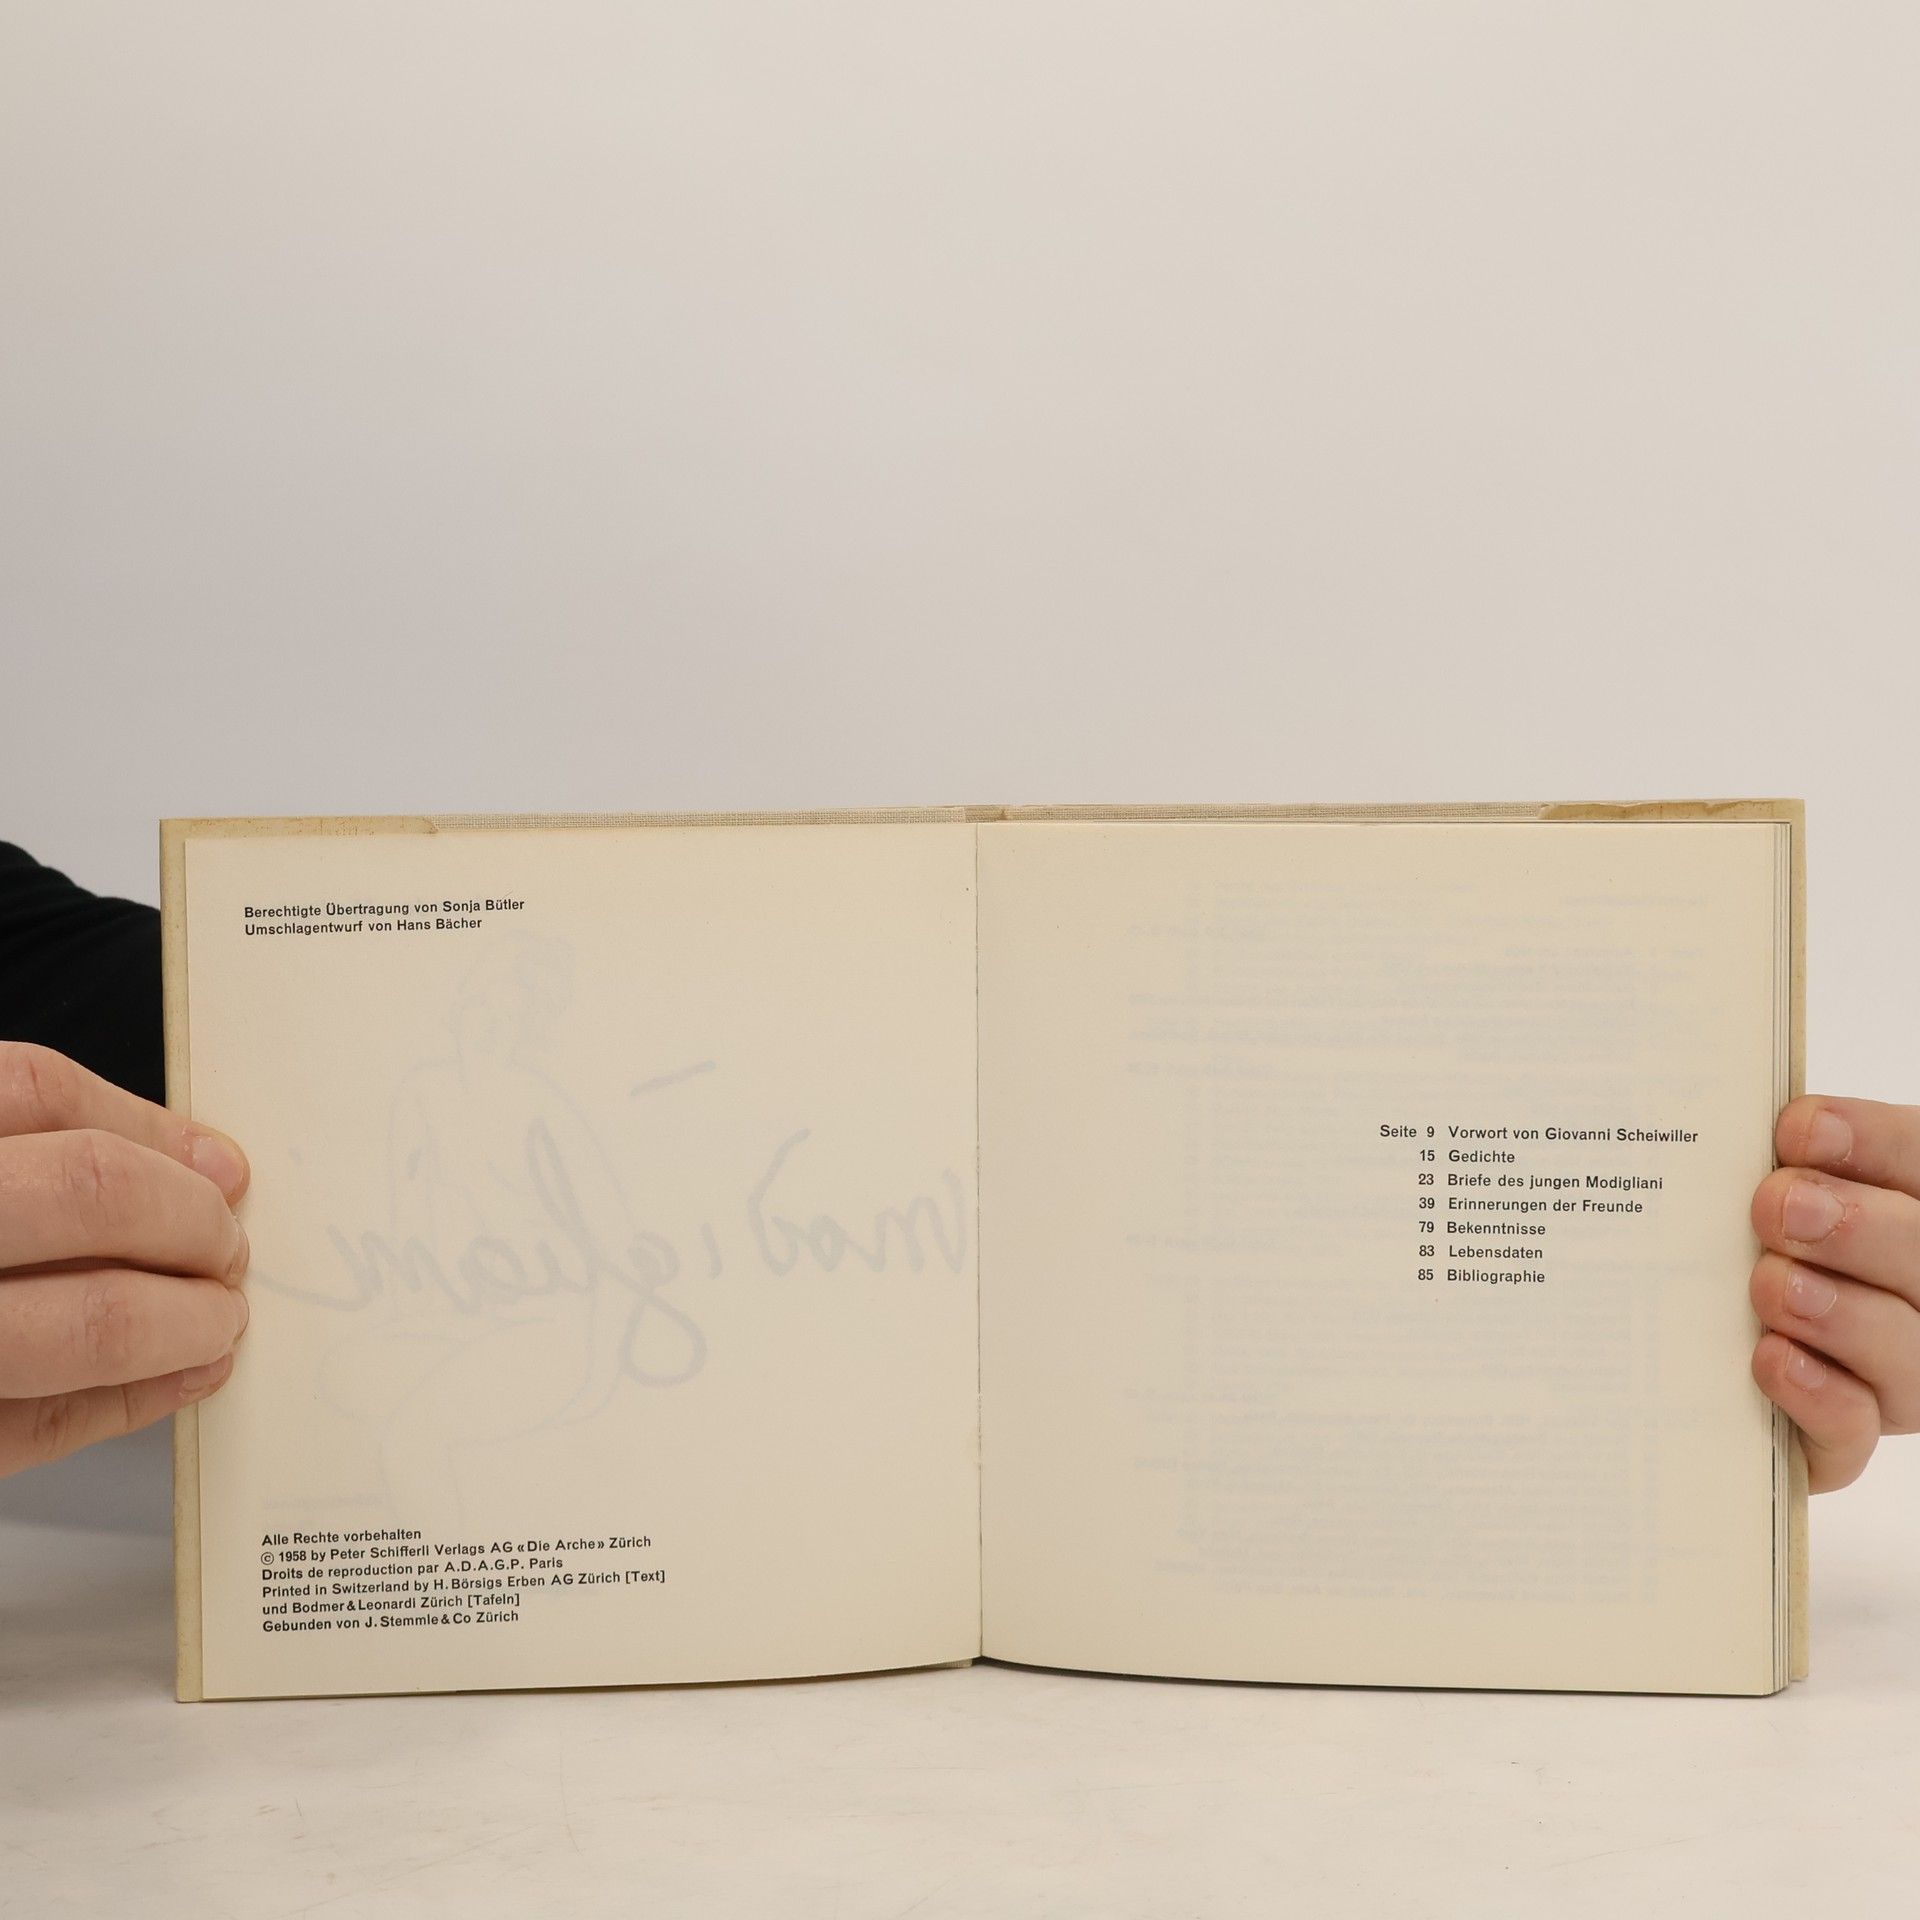 Berechtigte Übertragung von Sonja Bütler
Umschlagentwurf von Hans Bächer
modigliani
Alle Rechte vorbehalten
© 1958 by Peter Schifferli Verlags AG «Die Arche» Zürich
Droits de reproduction par A.D.A.G.P. Paris
Printed in Switzerland by H. Börsigs Erben AG Zürich [Text]
und Bodmer & Leonardi Zürich [Tafeln]
Gebunden von J. Stemmle & Co Zürich
Seite 9 Vorwort von Giovanni Scheiwiller
15 Gedichte
23 Briefe des jungen Modigliani
39 Erinnerungen der Freunde
79 Bekenntnisse
83 Lebensdaten
85 Bibliographie